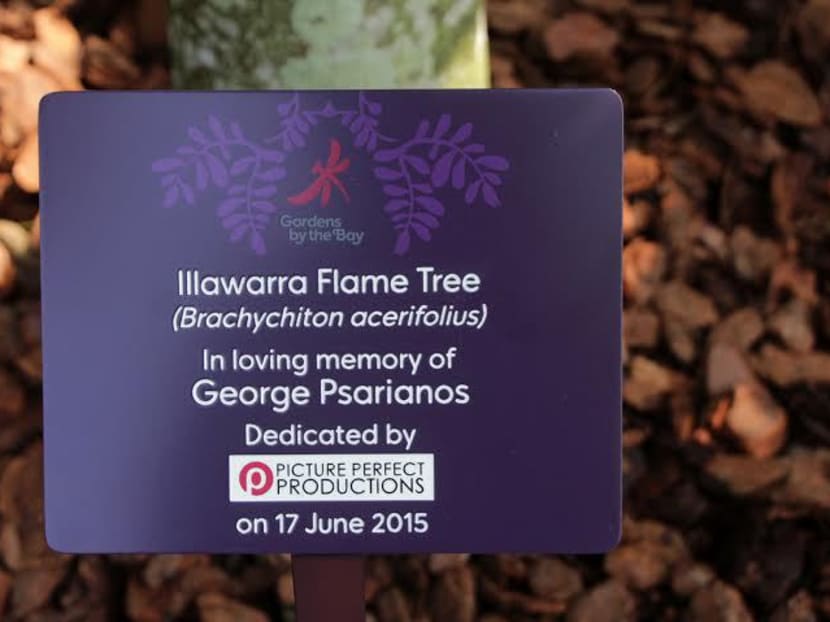 Gardens
by the Bay
Illawarra Flame Tree
(Brachychiton acerifolius)
In loving memory of
George Psarianos
Dedicated by
PICTURE PERFECT
PRODUCTIONS
on 17 June 2015